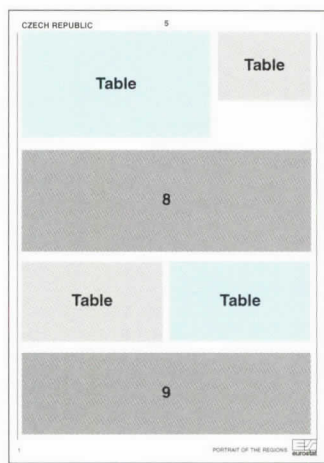 CZECH REPUBLIC 5
Table Table
8
Table Table
9
PORTRAIT OF THE REGIONS eurostat